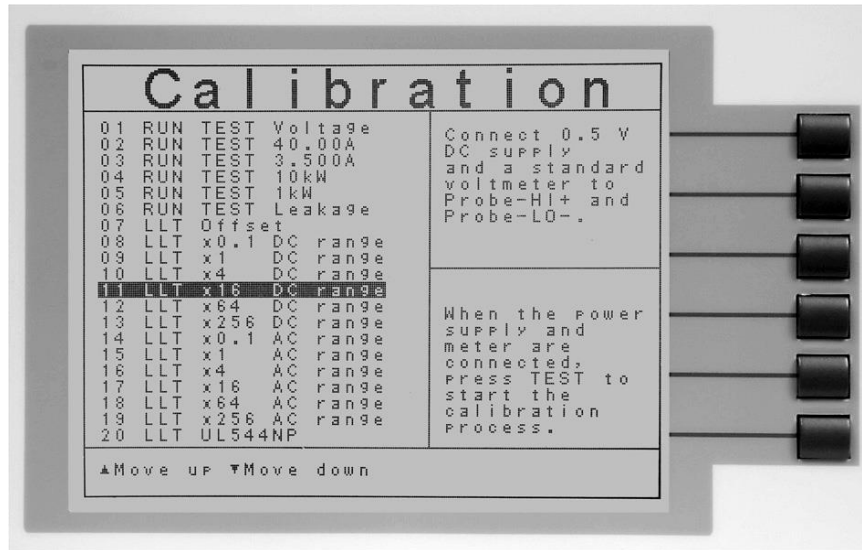 Calibration
01 RUN TEST Voltage
02 RUN TEST 40.00A
03 RUN TEST 3.500A
04 RUN TEST 10kW
05 RUN TEST 1kW
06 RUN TEST Leakage
07 LLT Offset
08 LLT x0.1 DC range
09 LLT x1 DC range
10 LLT x4 DC range
11 LLT x16 DC range
12 LLT x64 DC range
13 LLT x256 DC range
14 LLT x0.1 AC range
15 LLT x1 AC range
16 LLT x4 AC range
17 LLT x16 AC range
18 LLT x64 AC range
19 LLT x256 AC range
20 LLT UL544NP
Connect 0.5 V
DC supply
and a standard
voltmeter to
Probe-HI+ and
Probe-LO-.
When the power
supply and
meter are
connected,
press TEST to
start the
calibration
process.
▲Move up ▼Move down